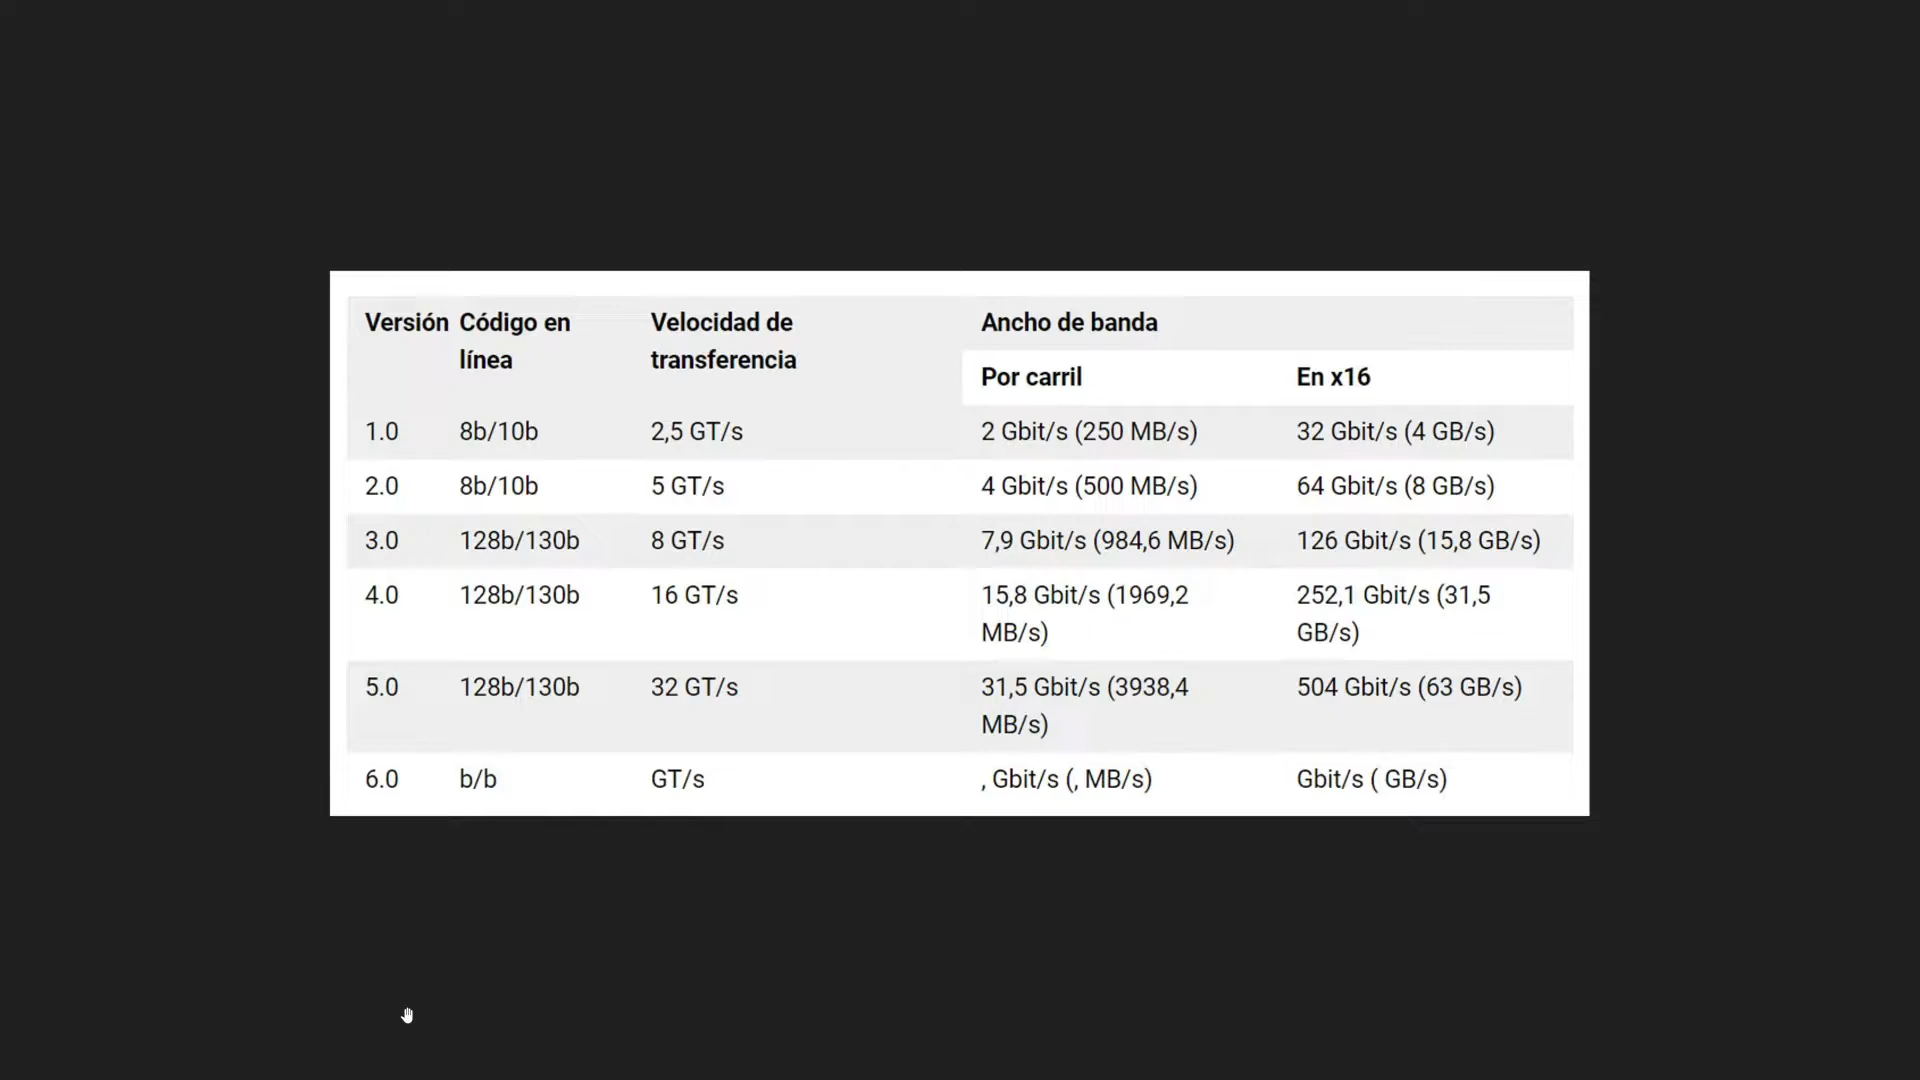 Versión Código en línea Velocidad de transferencia Ancho de banda
Por carril En x16
1.0 8b/10b 2,5 GT/s 2 Gbit/s (250 MB/s) 32 Gbit/s (4 GB/s)
2.0 8b/10b 5 GT/s 4 Gbit/s (500 MB/s) 64 Gbit/s (8 GB/s)
3.0 128b/130b 8 GT/s 7,9 Gbit/s (984,6 MB/s) 126 Gbit/s (15,8 GB/s)
4.0 128b/130b 16 GT/s 15,8 Gbit/s (1969,2 MB/s) 252,1 Gbit/s (31,5 GB/s)
5.0 128b/130b 32 GT/s 31,5 Gbit/s (3938,4 MB/s) 504 Gbit/s (63 GB/s)
6.0 b/b GT/s , Gbit/s (, MB/s) Gbit/s ( GB/s)